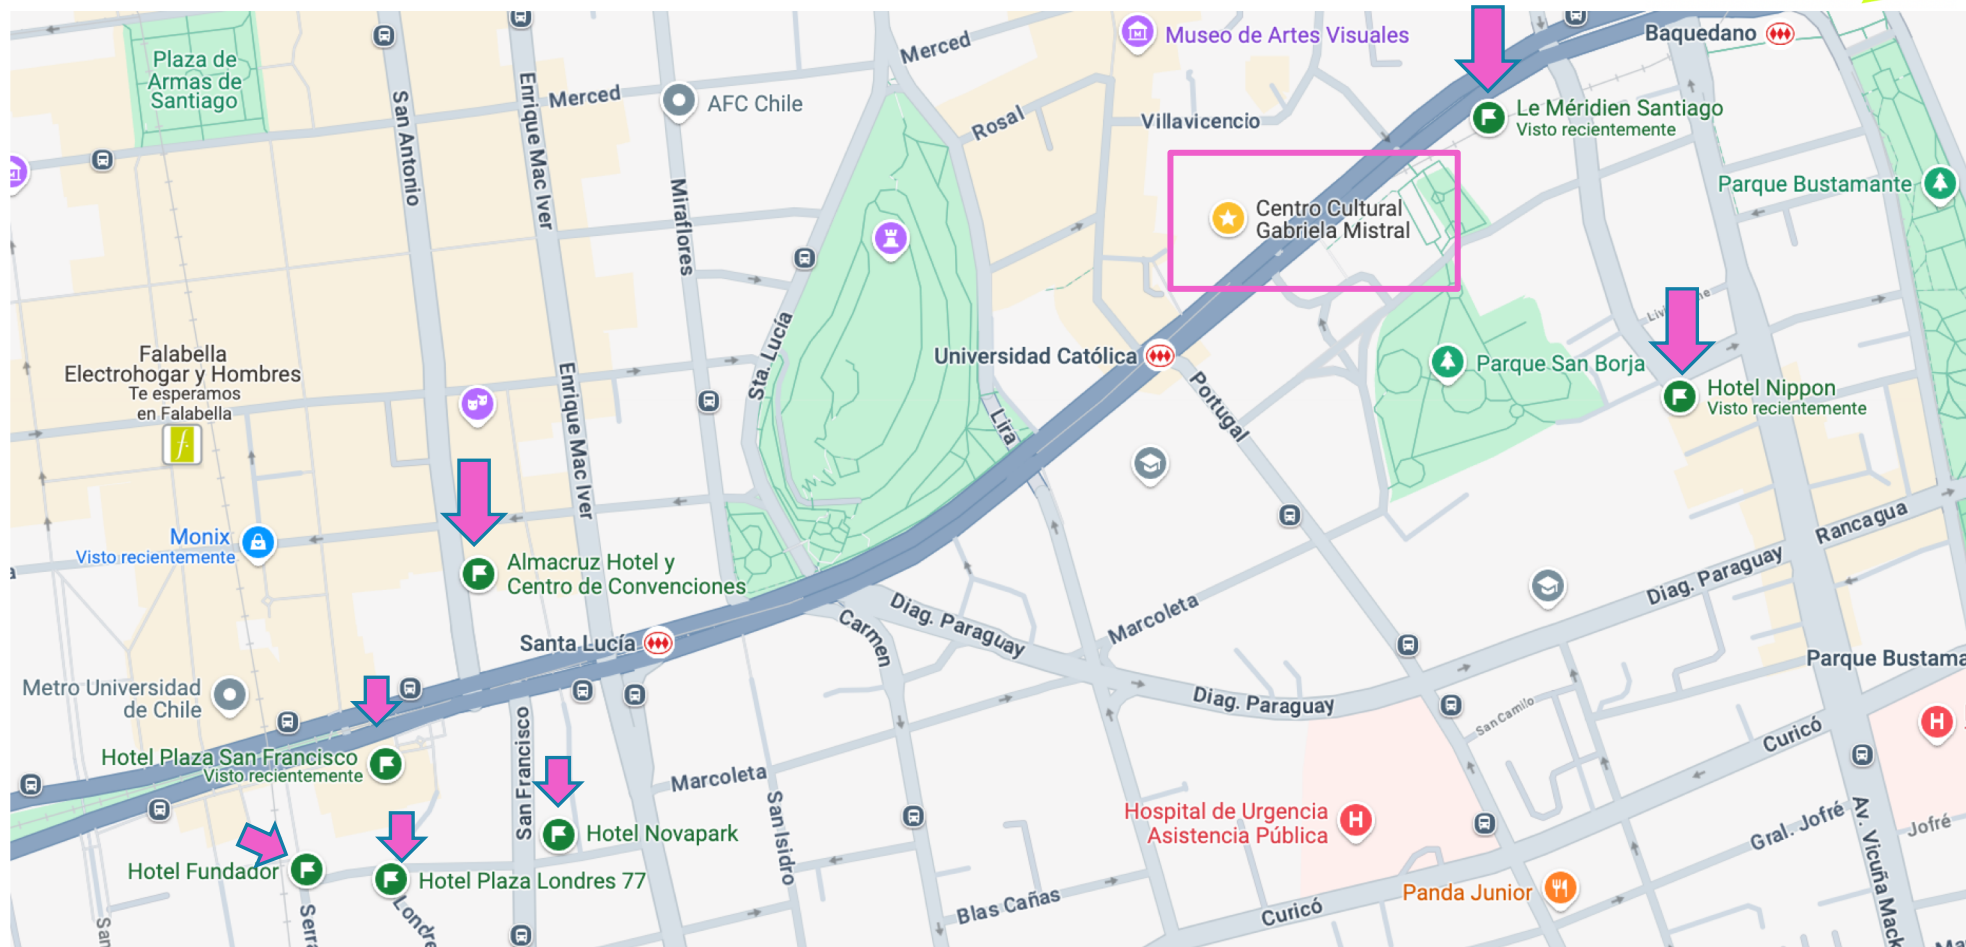 Plaza de
Armas de
Santiago
San Antonio
Enrique Mac Iver
Merced
AFC Chile
Merced
Museo de Artes Visuales
Rosal
Villavicencio
Baquedano
Le Méridien Santiago
Visto recientemente
Parque Bustamante
Centro Cultural
Gabriela Mistral
Miraflores
Sta. Lucía
Falabella
Electrohogar y Hombres
Te esperamos
en Falabella
Enrique Mac Iver
Universidad Católica
Lira
Portugal
Parque San Borja
Hotel Nippon
Visto recientemente
Monix
Visto recientemente
Almacruz Hotel y
Centro de Convenciones
Rancagua
Diag. Paraguay
Santa Lucía
Carmen
Diag. Paraguay
Marcoleta
Diag. Paraguay
San Camilo
Metro Universidad
de Chile
Hotel Plaza San Francisco
Visto recientemente
San Francisco
Marcoleta
San Isidro
Curicó
Hospital de Urgencia
Asistencia Pública
Hotel Novapark
Hotel Fundador
Hotel Plaza Londres 77
Gral. Jofré
Jofré
Av. Vicuña Mack
Panda Junior
Blas Cañas
Curicó
Serra
Londre
San
Parque Bustama